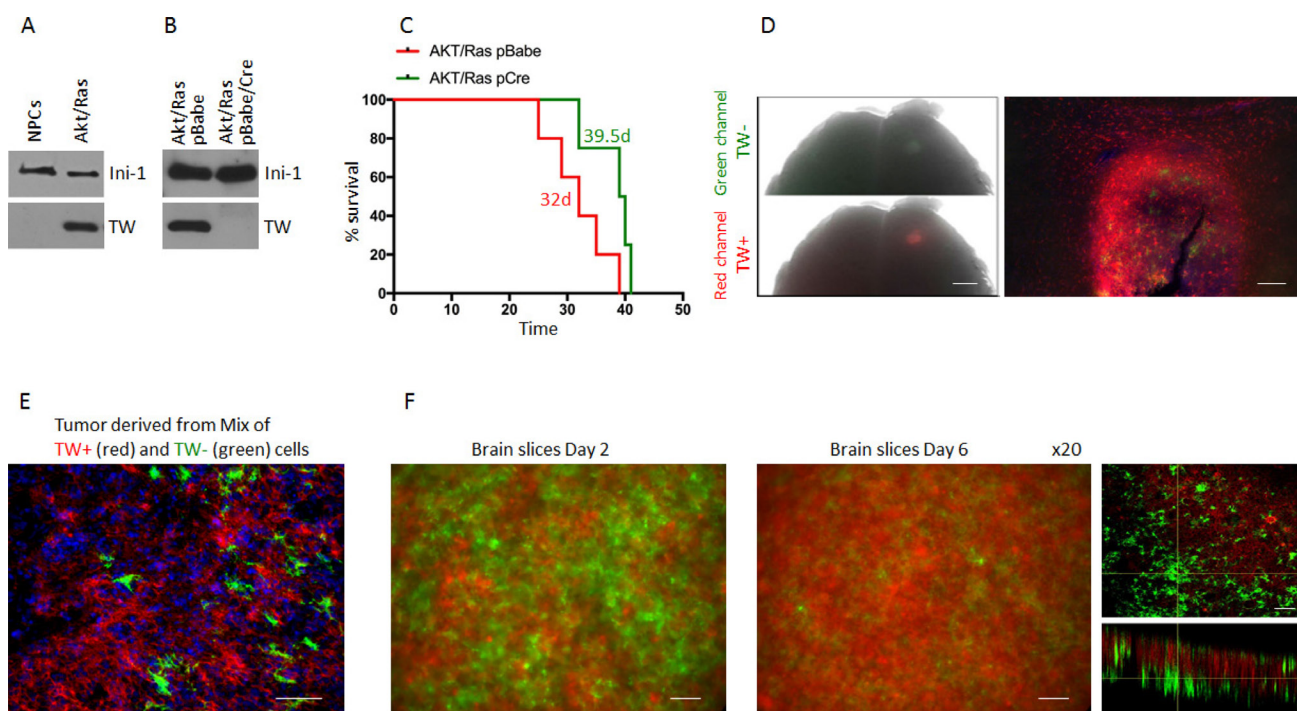 A
NPCs
Akt/Ras
Ini-1
TW
B
Akt/Ras
pBabe
Akt/Ras
pBabe/Cre
Ini-1
TW
C
AKT/Ras pBabe
AKT/Ras pCre
% survival
100
80
60
40
20
0
39.5d
32d
0
10
20
30
40
50
Time
D
Green channel
TW-
Red channel
TW+
E
Tumor derived from Mix of
TW+ (red) and TW- (green) cells
F
Brain slices Day 2
Brain slices Day 6
x20